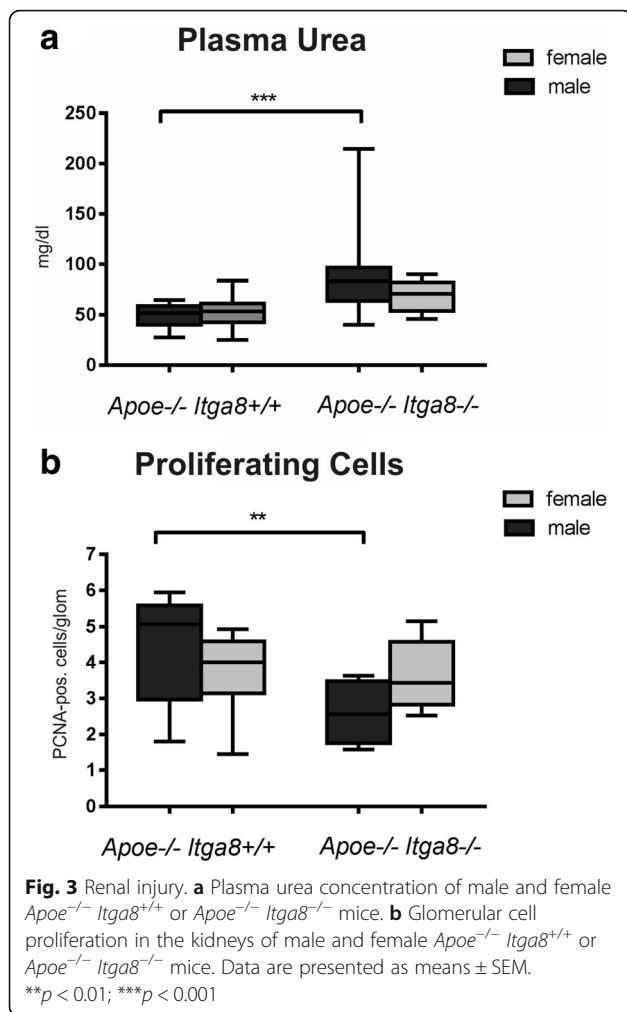 a
Plasma Urea
female
male
***
250
200
150
100
50
0
mg/dl
Apoe-/- Itga8+/+
Apoe-/- Itga8-/-
b
Proliferating Cells
female
male
**
7
6
5
4
3
2
1
0
PCNA-pos. cells/glom
Apoe-/- Itga8+/+
Apoe-/- Itga8-/-
Fig. 3 Renal injury. a Plasma urea concentration of male and female
Apoe⁻/⁻ Itga8⁺/⁺ or Apoe⁻/⁻ Itga8⁻/⁻ mice. b Glomerular cell
proliferation in the kidneys of male and female Apoe⁻/⁻ Itga8⁺/⁺ or
Apoe⁻/⁻ Itga8⁻/⁻ mice. Data are presented as means ± SEM.
**p < 0.01; ***p < 0.001